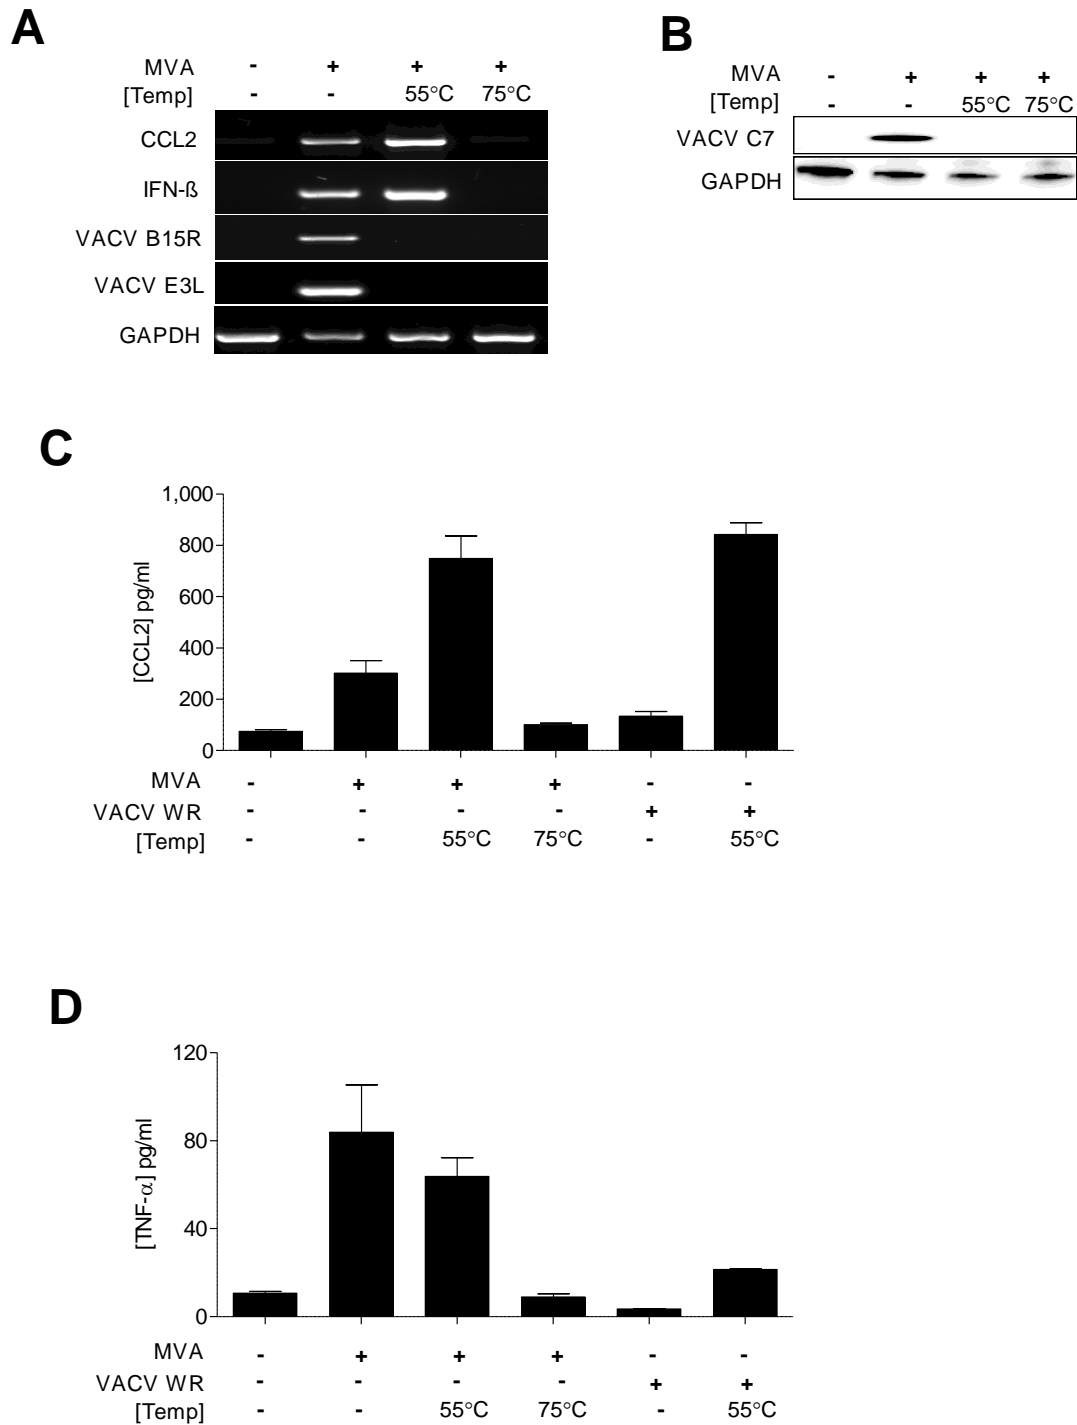 A
MVA - + + +
[Temp] - - 55°C 75°C
CCL2
IFN-ß
VACV B15R
VACV E3L
GAPDH
B
MVA - + + +
[Temp] - - 55°C 75°C
VACV C7
GAPDH
C
[CCL2] pg/ml
1,000
800
600
400
200
0
MVA - + + + - -
VACV WR - - - - + +
[Temp] - - 55°C 75°C - 55°C
D
[TNF-α] pg/ml
120
80
40
0
MVA - + + + - -
VACV WR - - - - + +
[Temp] - - 55°C 75°C - 55°C